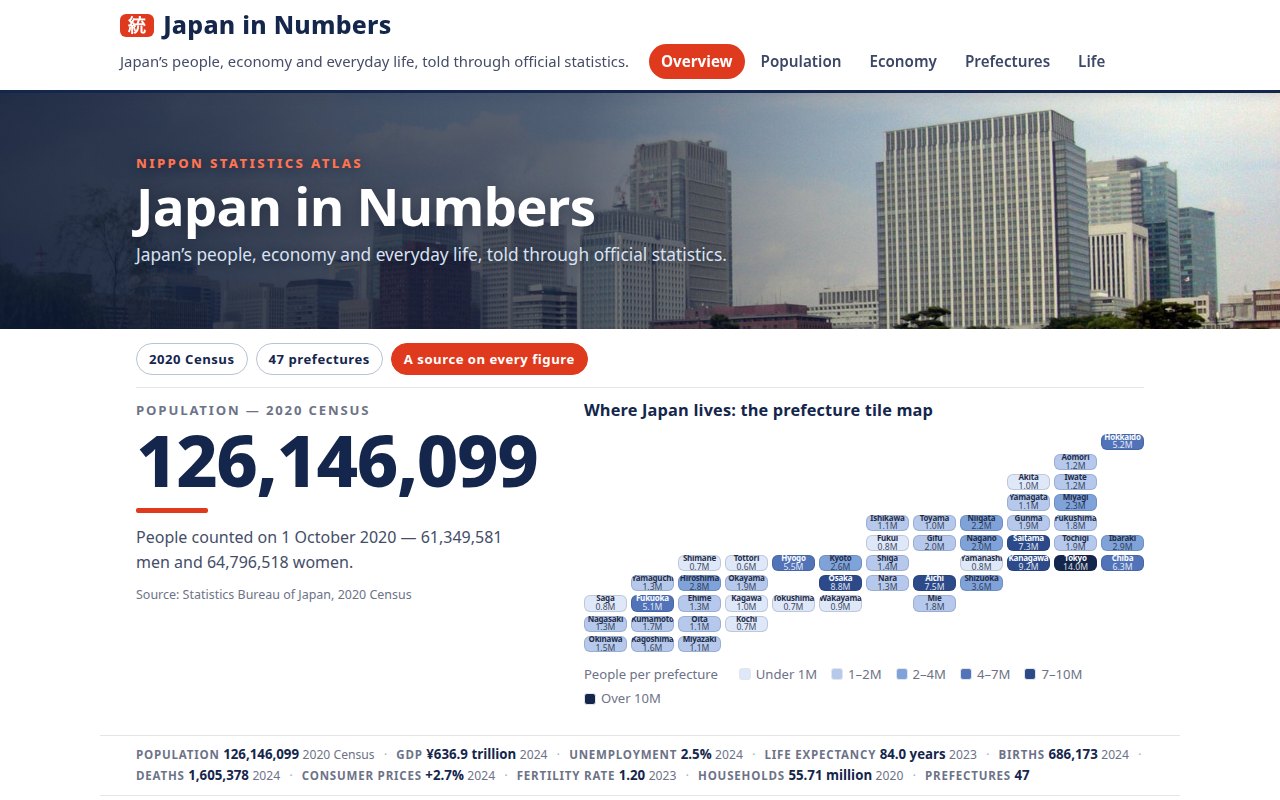 統 Japan in Numbers
Japan’s people, economy and everyday life, told through official statistics.
Overview Population Economy Prefectures Life
NIPPON STATISTICS ATLAS
Japan in Numbers
Japan’s people, economy and everyday life, told through official statistics.
2020 Census 47 prefectures A source on every figure
POPULATION — 2020 CENSUS
126,146,099
People counted on 1 October 2020 — 61,349,581
men and 64,796,518 women.
Source: Statistics Bureau of Japan, 2020 Census
Where Japan lives: the prefecture tile map
Hokkaido
5.2M
Aomori
1.2M
Akita Iwate
1.0M 1.2M
Yamagata Miyagi
1.1M 2.3M
Ishikawa Toyama Niigata Gunma Fukushima
1.1M 1.0M 2.2M 1.9M 1.8M
Fukui Gifu Nagano Saitama Tochigi Ibaraki
0.8M 2.0M 2.0M 7.3M 1.9M 2.9M
Shimane Tottori Hyogo Kyoto Shiga Yamanashi Kanagawa Tokyo Chiba
0.7M 0.6M 5.5M 2.6M 1.4M 0.8M 9.2M 14.0M 6.3M
Yamaguchi Hiroshima Okayama Osaka Nara Aichi Shizuoka
1.3M 2.8M 1.9M 8.8M 1.3M 7.5M 3.6M
Saga Fukuoka Ehime Kagawa Tokushima Wakayama Mie
0.8M 5.1M 1.3M 1.0M 0.7M 0.9M 1.8M
Nagasaki Kumamoto Oita Kochi
1.3M 1.7M 1.1M 0.7M
Okinawa Kagoshima Miyazaki
1.5M 1.6M 1.1M
People per prefecture Under 1M 1–2M 2–4M 4–7M 7–10M
Over 10M
POPULATION 126,146,099 2020 Census · GDP ¥636.9 trillion 2024 · UNEMPLOYMENT 2.5% 2024 · LIFE EXPECTANCY 84.0 years 2023 · BIRTHS 686,173 2024 ·
DEATHS 1,605,378 2024 · CONSUMER PRICES +2.7% 2024 · FERTILITY RATE 1.20 2023 · HOUSEHOLDS 55.71 million 2020 · PREFECTURES 47